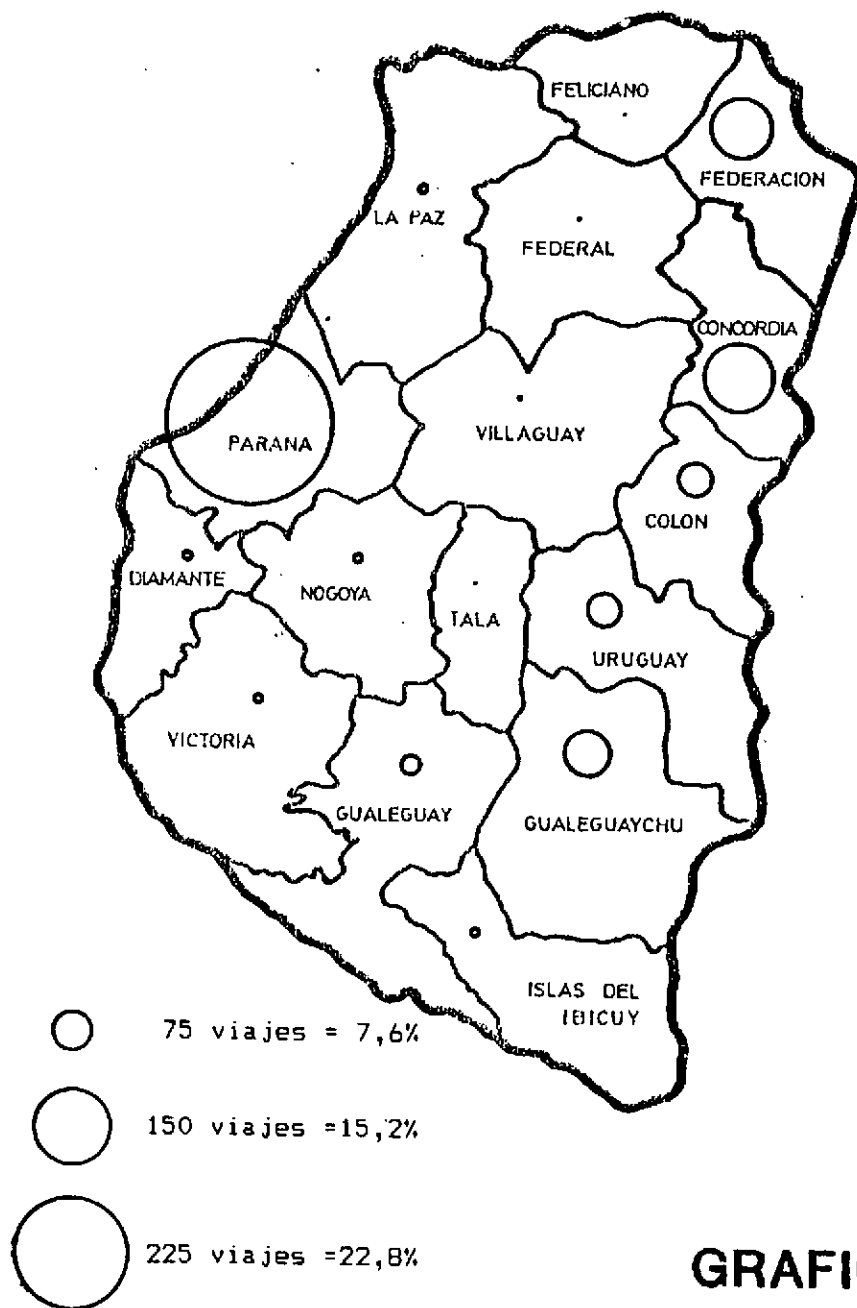 FELICIANO
FEDERACION
LA PAZ
FEDERAL
CONCORDIA
PARANA
VILLAGUAY
COLON
DIAMANTE
NOGOYA
TALA
URUGUAY
VICTORIA
GUALEGUAY
GUALEGUAYCHU
ISLAS DEL
IBICUY
75 viajes = 7,6%
150 viajes =15,2%
225 viajes =22,8%
GRAFI